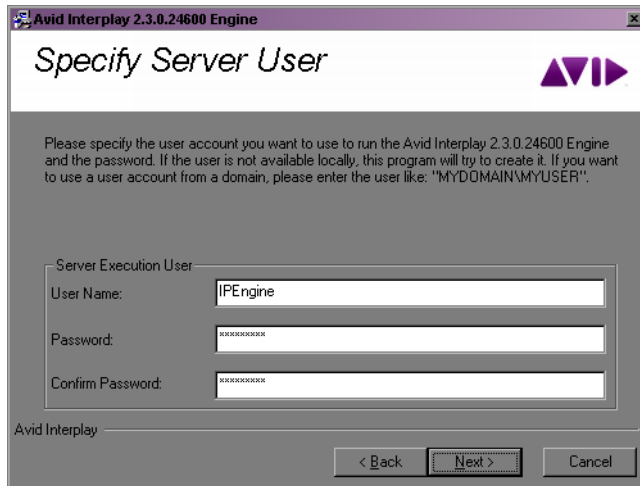 Avid Interplay 2.3.0.24600 Engine
Specify Server User
AVID
Please specify the user account you want to use to run the Avid Interplay 2.3.0.24600 Engine
and the password. If the user is not available locally, this program will try to create it. If you want
to use a user account from a domain, please enter the user like: "MYDOMAIN\MYUSER".
Server Execution User
User Name: IPEngine
Password: xxxxxxxxx
Confirm Password: xxxxxxxxx
Avid Interplay
< Back Next > Cancel